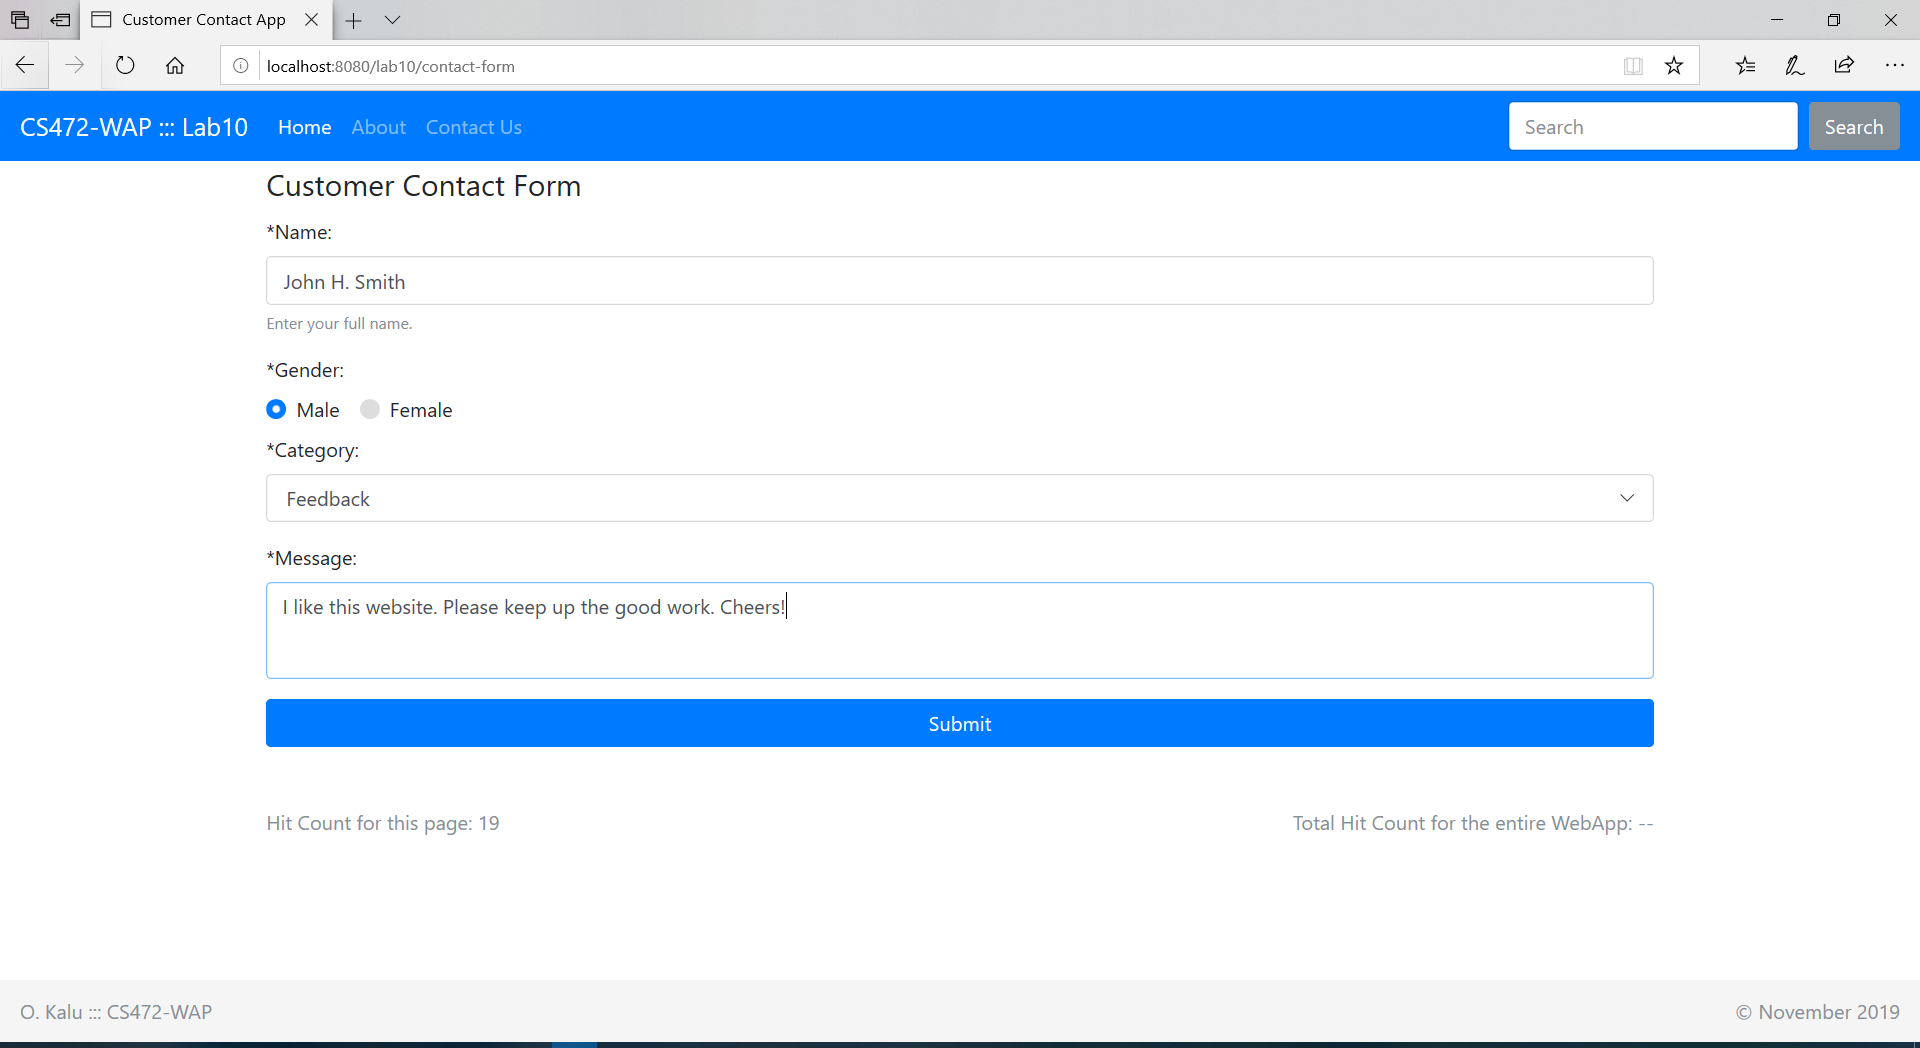 Customer Contact App
localhost:8080/lab10/contact-form
CS472-WAP ::: Lab10 Home About Contact Us Search Search
Customer Contact Form
*Name:
John H. Smith
Enter your full name.
*Gender:
Male Female
*Category:
Feedback
*Message:
I like this website. Please keep up the good work. Cheers!
Submit
Hit Count for this page: 19 Total Hit Count for the entire WebApp: --
O. Kalu ::: CS472-WAP © November 2019